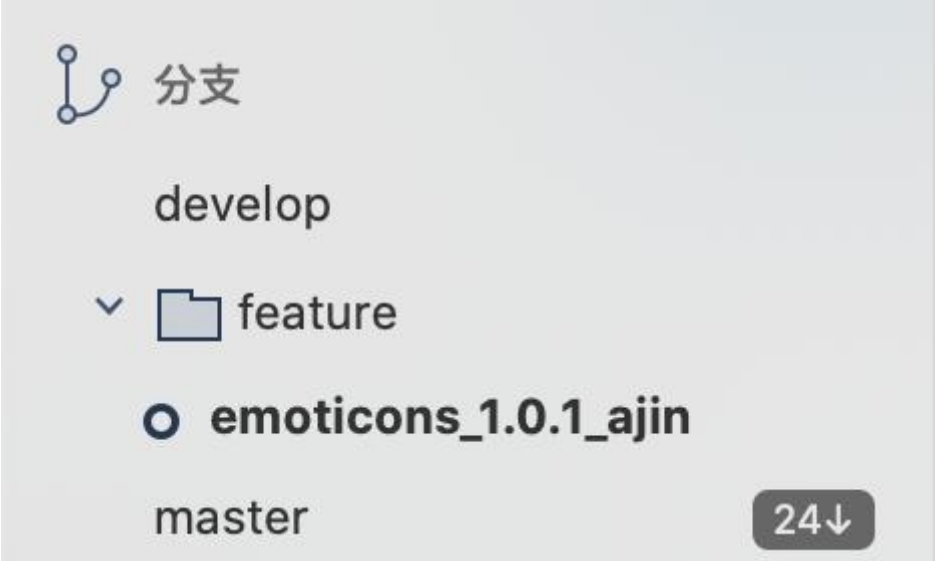 分支
develop
feature
emoticons_1.0.1_ajin
master 24↓